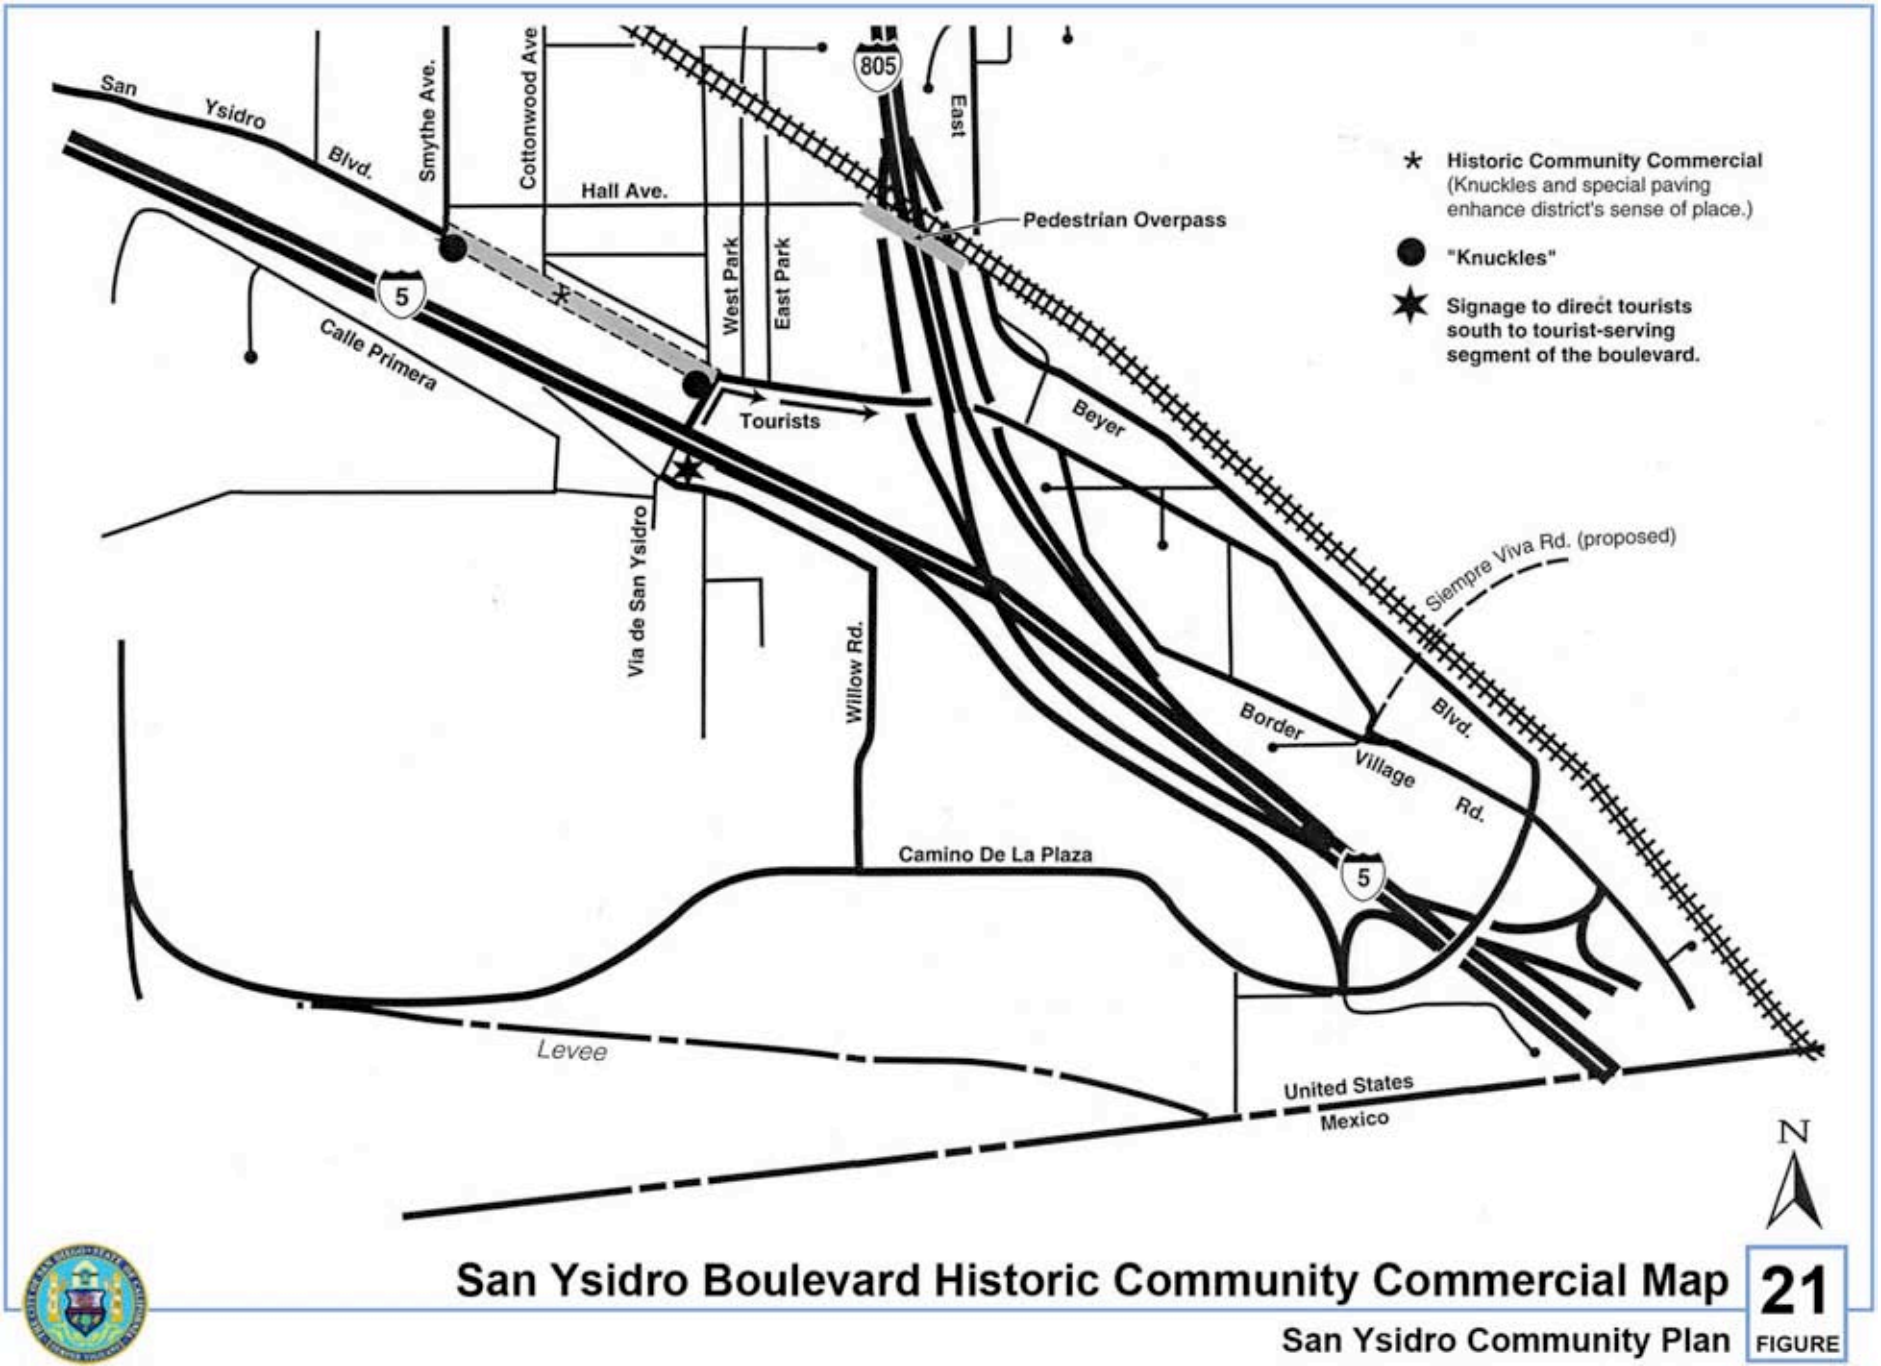 805
San
Ysidro
Blvd.
Smythe Ave.
Cottonwood Ave
East
Hall Ave.
Pedestrian Overpass
West Park
East Park
5
Calle Primera
Tourists
Beyer
Via de San Ysidro
Willow Rd.
Siempre Viva Rd. (proposed)
Blvd.
Border
Village
Rd.
5
Camino De La Plaza
Levee
United States
Mexico
* Historic Community Commercial
(Knuckles and special paving
enhance district's sense of place.)
"Knuckles"
Signage to direct tourists
south to tourist-serving
segment of the boulevard.
N
San Ysidro Boulevard Historic Community Commercial Map
San Ysidro Community Plan
21
FIGURE